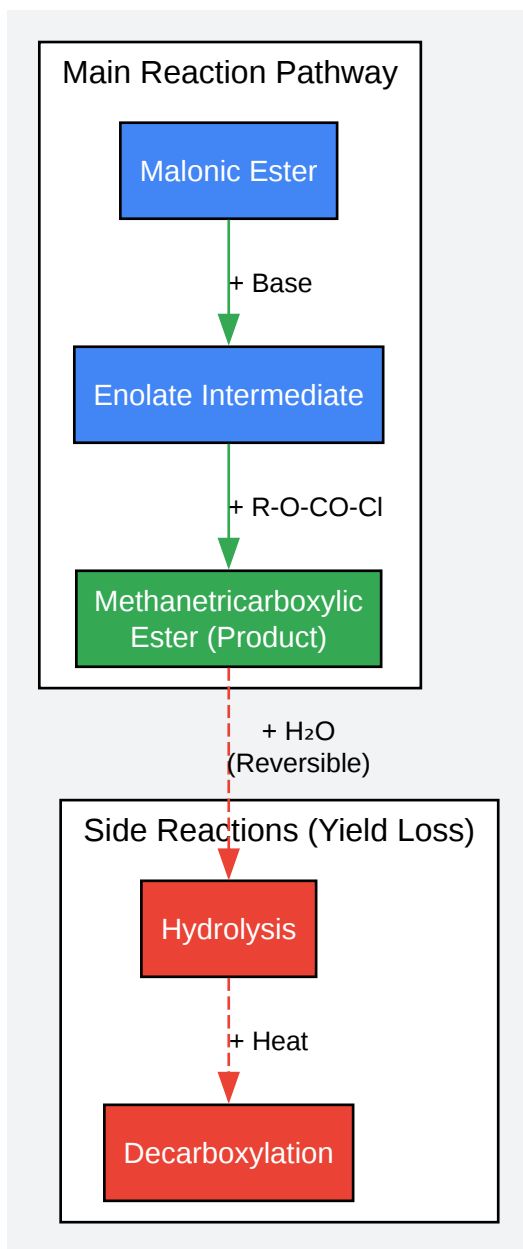 Main Reaction Pathway
Malonic Ester
+ Base
Enolate Intermediate
+ R-O-CO-Cl
Methanetricarboxylic
Ester (Product)
+ H₂O
(Reversible)
Side Reactions (Yield Loss)
Hydrolysis
+ Heat
Decarboxylation